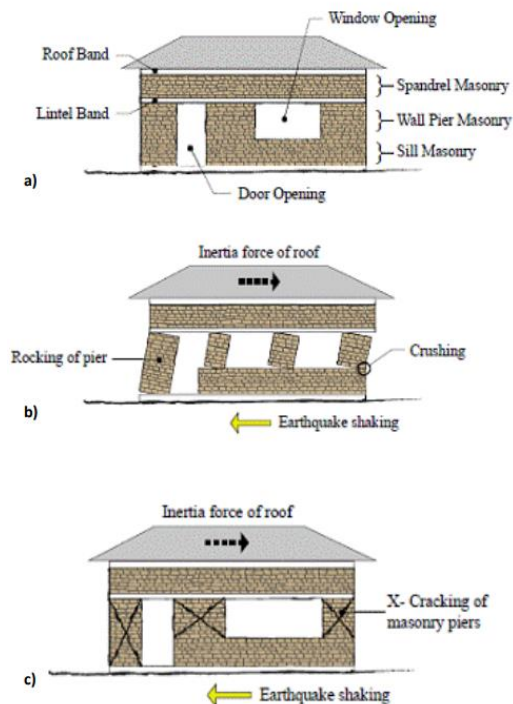 Window Opening
Roof Band
Spandrel Masonry
Lintel Band
Wall Pier Masonry
Sill Masonry
Door Opening
a)
Inertia force of roof
Rocking of pier
Crushing
b)
Earthquake shaking
Inertia force of roof
X- Cracking of
masonry piers
c)
Earthquake shaking